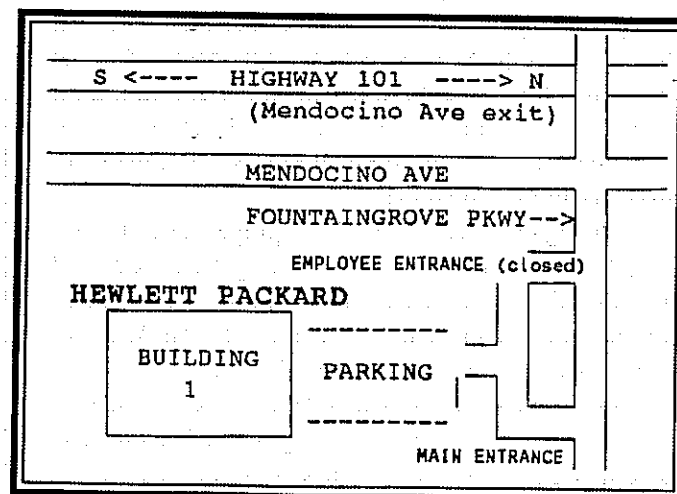 S <---- HIGHWAY 101 ----> N
(Mendocino Ave exit)
MENDOCINO AVE
FOUNTAINGROVE PKWY-->
EMPLOYEE ENTRANCE (closed)
HEWLETT PACKARD
BUILDING
1
PARKING
MAIN ENTRANCE